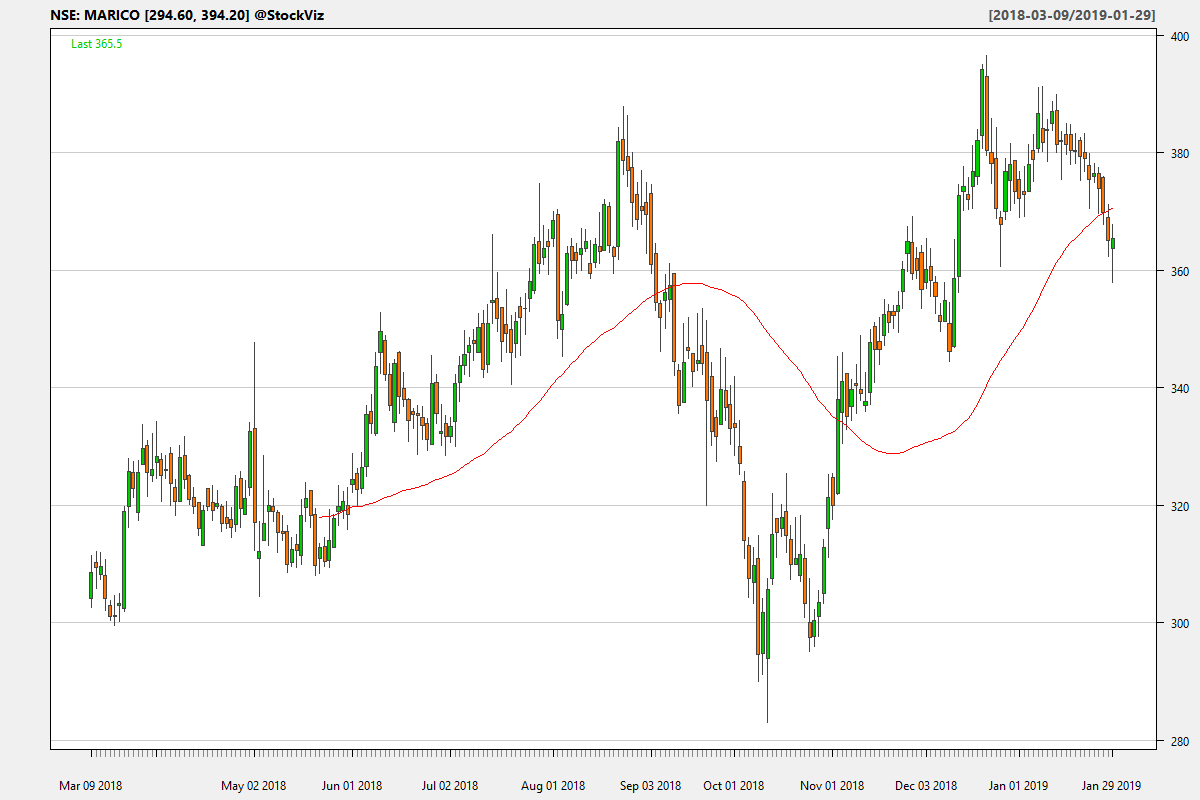 NSE: MARICO [294.60, 394.20] @StockViz
[2018-03-09/2019-01-29]
Last 365.5
400
380
360
340
320
300
280
Mar 09 2018
May 02 2018
Jun 01 2018
Jul 02 2018
Aug 01 2018
Sep 03 2018
Oct 01 2018
Nov 01 2018
Dec 03 2018
Jan 01 2019
Jan 29 2019